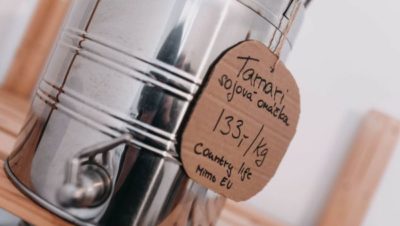 Tamari,
sojová omáčka
133,-/kg
Country life
Mimo EU